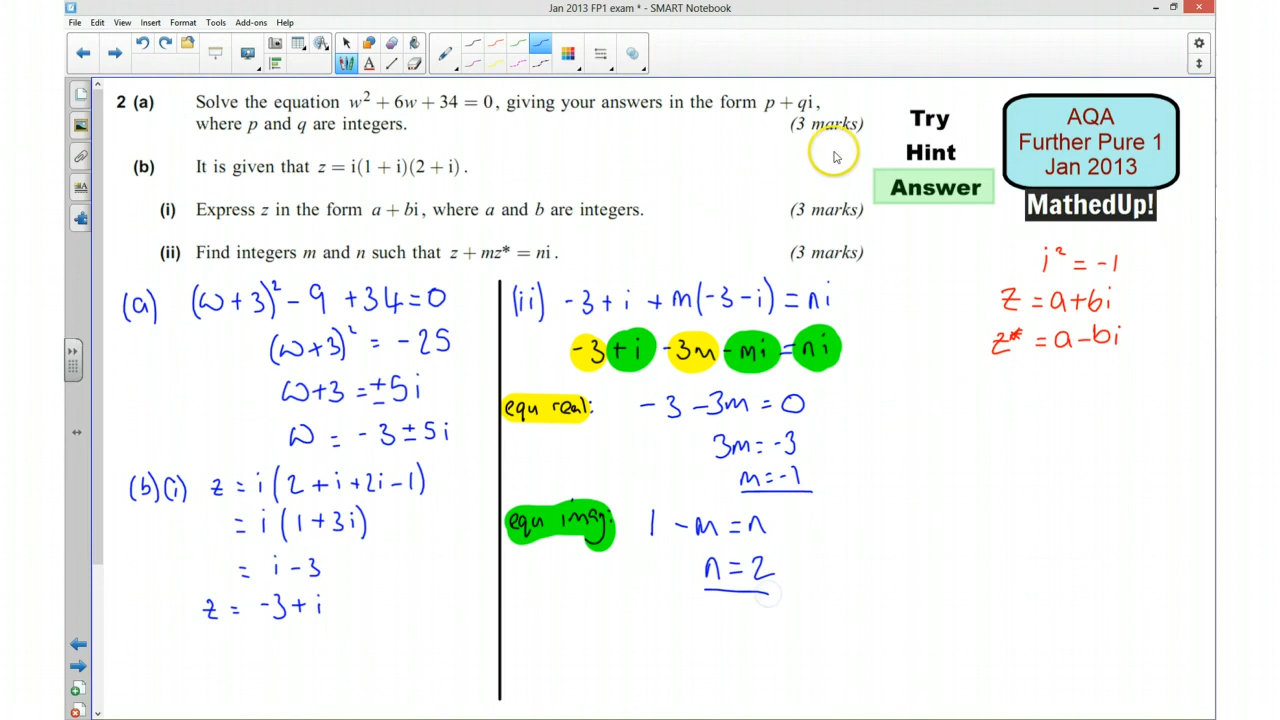 Jan 2013 FP1 exam * - SMART Notebook
File Edit View Insert Format Tools Add-ons Help
2 (a) Solve the equation w² + 6w + 34 = 0, giving your answers in the form p + qi,
where p and q are integers. (3 marks)
(b) It is given that z = i(1 + i)(2 + i).
(i) Express z in the form a + bi, where a and b are integers. (3 marks)
(ii) Find integers m and n such that z + mz* = ni. (3 marks)
Try
Hint
Answer
AQA
Further Pure 1
Jan 2013
MathedUp!
i² = -1
z = a+bi
z* = a-bi
(a) (ω+3)² - 9 + 34 = 0
(ω+3)² = -25
ω+3 = ±5i
ω = -3 ± 5i
(b)(i) z = i(2+i+2i-1)
= i(1+3i)
= i - 3
z = -3+i
(ii) -3+i + m(-3-i) = ni
-3 +i -3m -mi = ni
equ real: -3 -3m = 0
3m = -3
m = -1
equ imag: 1 - m = n
n = 2